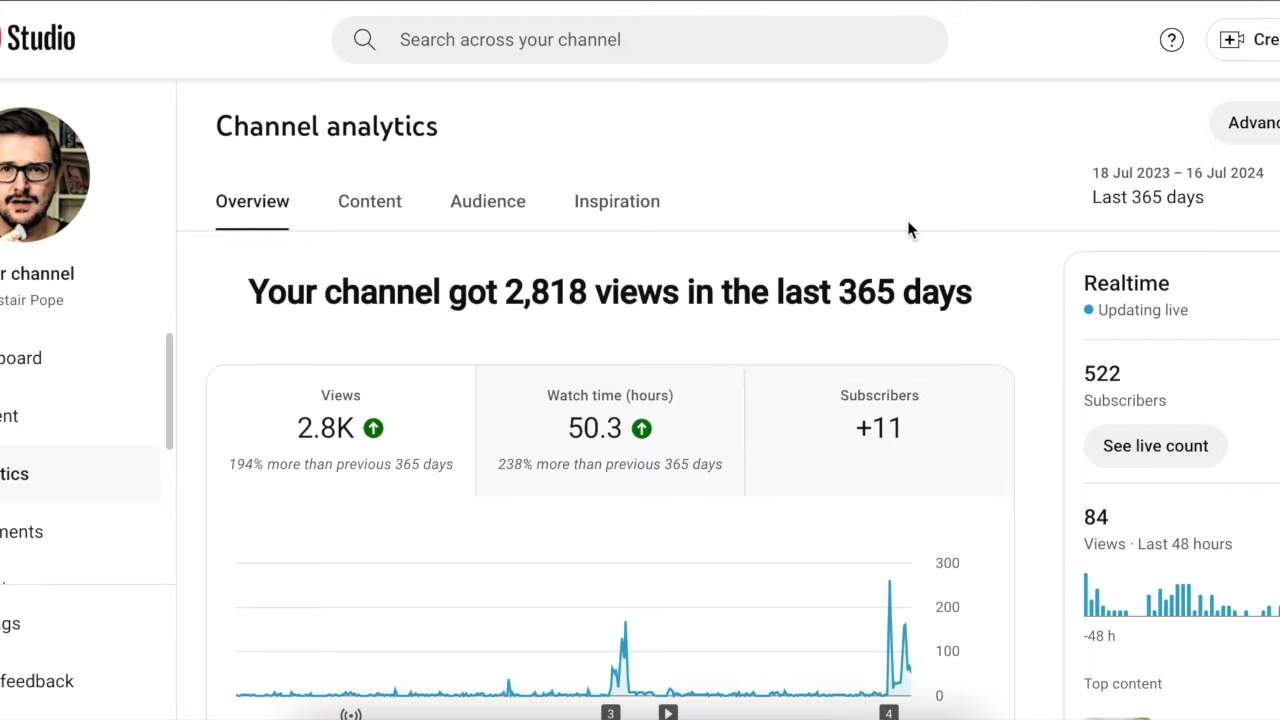 Studio
Search across your channel
Cre
Channel analytics
Advanc
18 Jul 2023 – 16 Jul 2024
Last 365 days
Overview
Content
Audience
Inspiration
r channel
stair Pope
board
ent
tics
ments
gs
feedback
Your channel got 2,818 views in the last 365 days
Views
2.8K
194% more than previous 365 days
Watch time (hours)
50.3
238% more than previous 365 days
Subscribers
+11
300
200
100
0
3
4
Realtime
Updating live
522
Subscribers
See live count
84
Views · Last 48 hours
-48 h
Top content